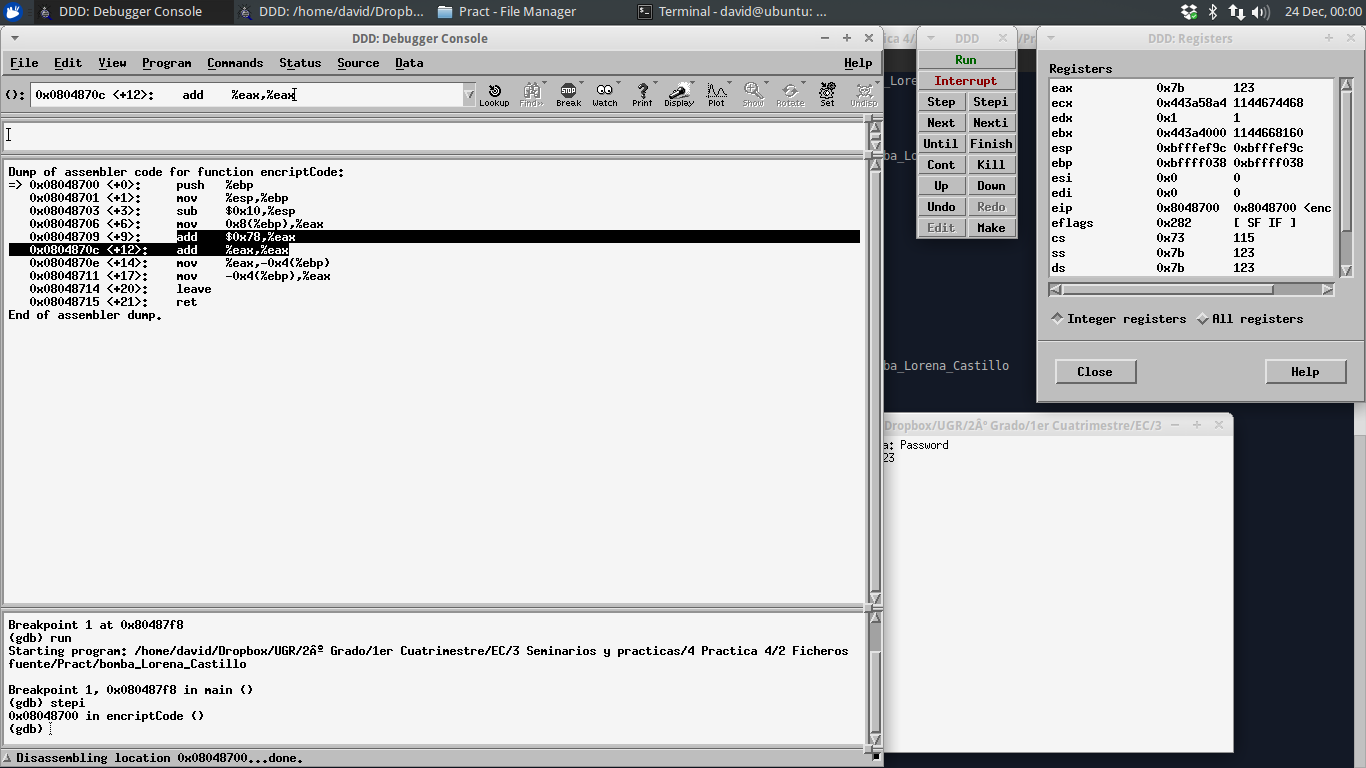 DDD: Debugger Console
DDD: /home/david/Dropb...
Pract - File Manager
Terminal - david@ubuntu: ...
24 Dec, 00:00
DDD: Debugger Console
File Edit View Program Commands Status Source Data Help
(): 0x0804870c <+12>: add %eax,%eax
Lookup Find>> Break Watch Print Display Plot Show Rotate Set Undisp
Dump of assembler code for function encriptCode:
=> 0x08048700 <+0>: push %ebp
0x08048701 <+1>: mov %esp,%ebp
0x08048703 <+3>: sub $0x10,%esp
0x08048706 <+6>: mov 0x8(%ebp),%eax
0x08048709 <+9>: add $0x78,%eax
0x0804870c <+12>: add %eax,%eax
0x0804870e <+14>: mov %eax,-0x4(%ebp)
0x08048711 <+17>: mov -0x4(%ebp),%eax
0x08048714 <+20>: leave
0x08048715 <+21>: ret
End of assembler dump.
Breakpoint 1 at 0x80487f8
(gdb) run
Starting program: /home/david/Dropbox/UGR/2Âº Grado/1er Cuatrimestre/EC/3 Seminarios y practicas/4 Practica 4/2 Ficheros
fuente/Pract/bomba_Lorena_Castillo
Breakpoint 1, 0x080487f8 in main ()
(gdb) stepi
0x08048700 in encriptCode ()
(gdb)
Disassembling location 0x08048700...done.
DDD
Run
Interrupt
Step Stepi
Next Nexti
Until Finish
Cont Kill
Up Down
Undo Redo
Edit Make
DDD: Registers
Registers
eax 0x7b 123
ecx 0x443a58a4 1144674468
edx 0x1 1
ebx 0x443a4000 1144668160
esp 0xbfffef9c 0xbfffef9c
ebp 0xbffff038 0xbffff038
esi 0x0 0
edi 0x0 0
eip 0x8048700 0x8048700 <enc
eflags 0x282 [ SF IF ]
cs 0x73 115
ss 0x7b 123
ds 0x7b 123
Integer registers All registers
Close Help
ba_Lorena_Castillo
Dropbox/UGR/2Âº Grado/1er Cuatrimestre/EC/3
a: Password
23